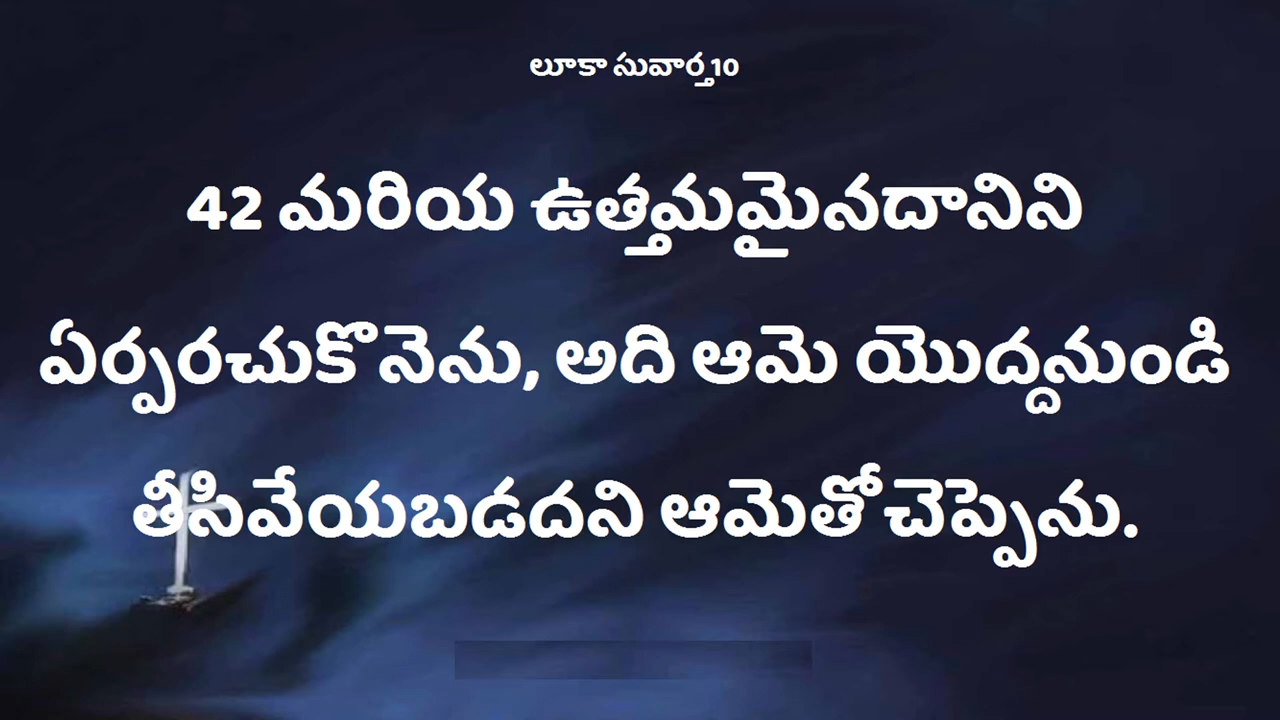 లూకా సువార్త10
42 మరియ ఉత్తమమైనదానిని
ఏర్పరచుకొనెను, అది ఆమె యొద్దనుండి
తీసివేయబడదని ఆమెతో చెప్పెను.